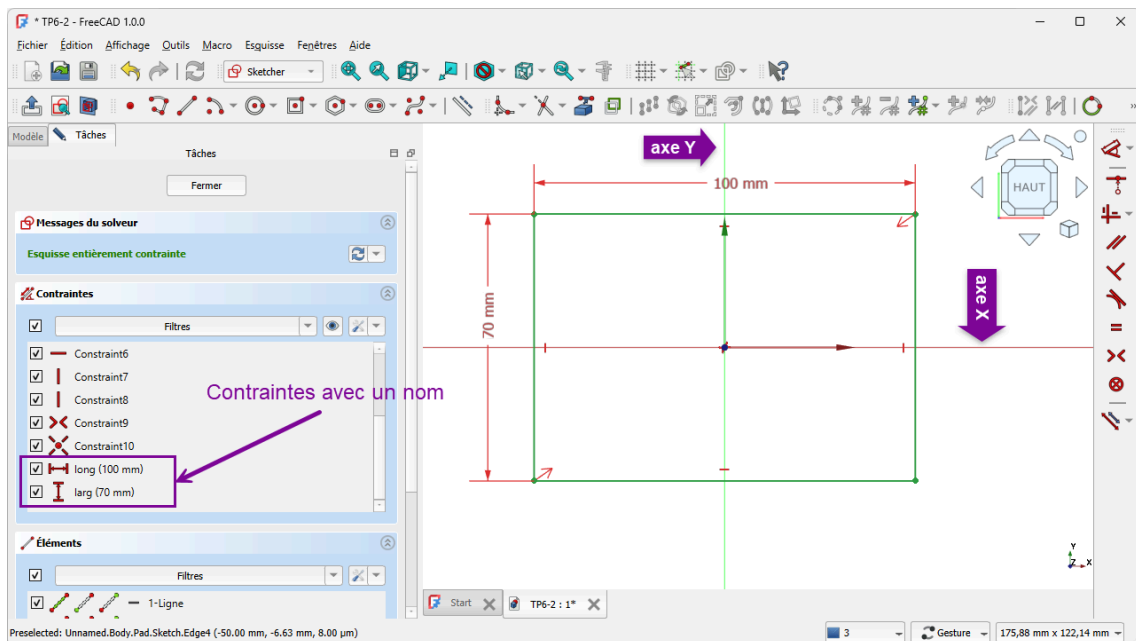 * TP6-2 - FreeCAD 1.0.0
Fichier Édition Affichage Outils Macro Esquisse Fenêtres Aide
Sketcher
Modèle Tâches
Tâches
Fermer
Messages du solveur
Esquisse entièrement contrainte
Contraintes
Filtres
Constraint6
Constraint7
Constraint8
Constraint9
Constraint10
long (100 mm)
larg (70 mm)
Contraintes avec un nom
Éléments
Filtres
1-Ligne
axe Y
100 mm
HAUT
70 mm
axe X
Y
Z X
Start TP6-2 : 1*
Preselected: Unnamed.Body.Pad.Sketch.Edge4 (-50.00 mm, -6.63 mm, 8.00 µm)
3 Gesture 175,88 mm x 122,14 mm